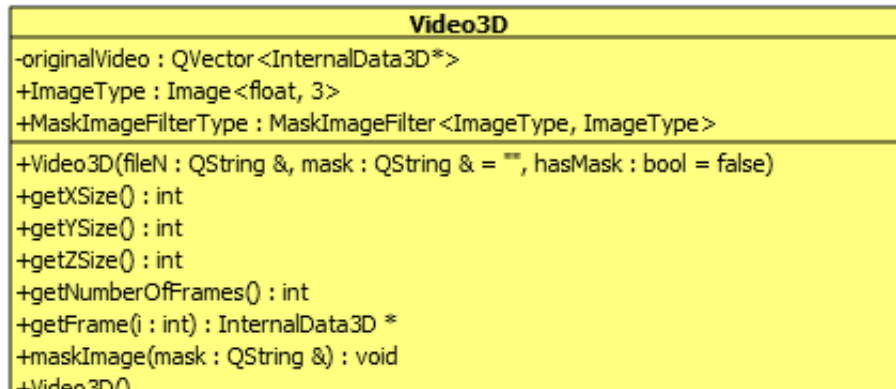 Video3D
-originalVideo : QVector<InternalData3D*>
+ImageType : Image<float, 3>
+MaskImageFilterType : MaskImageFilter<ImageType, ImageType>
+Video3D(fileN : QString &, mask : QString & = "", hasMask : bool = false)
+getXSize() : int
+getYSize() : int
+getZSize() : int
+getNumberOfFrames() : int
+getFrame(i : int) : InternalData3D *
+maskImage(mask : QString &) : void
+Video3D()